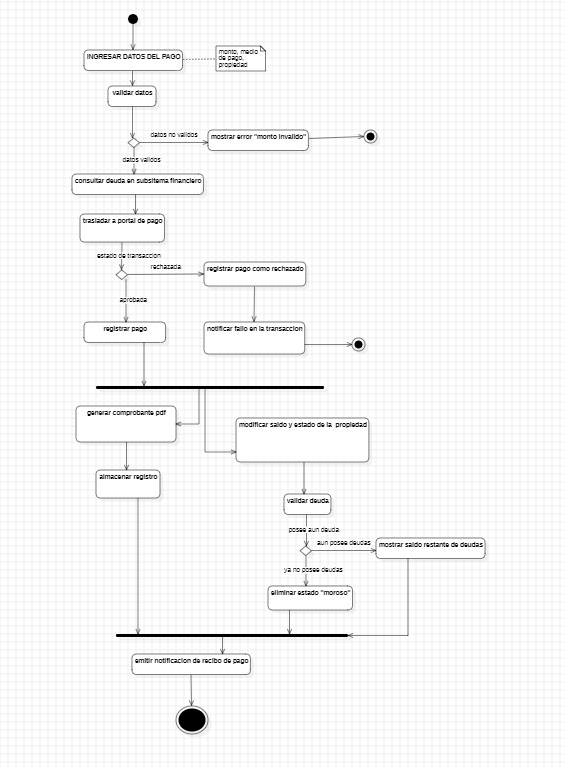 INGRESAR DATOS DEL PAGO
monto, medio
de pago,
propiedad
validar datos
datos no validos
mostrar error "monto invalido"
datos validos
consultar deuda en subsitema financiero
trasladar a portal de pago
estado de transaccion
rechazada
registrar pago como rechazado
aprobada
registrar pago
notificar fallo en la transaccion
generar comprobante pdf
modificar saldo y estado de la propiedad
almacenar registro
validar deuda
posee aun deuda
aun posee deudas
mostrar saldo restante de deudas
ya no posee deudas
eliminar estado "moroso"
emitir notificacion de recibo de pago